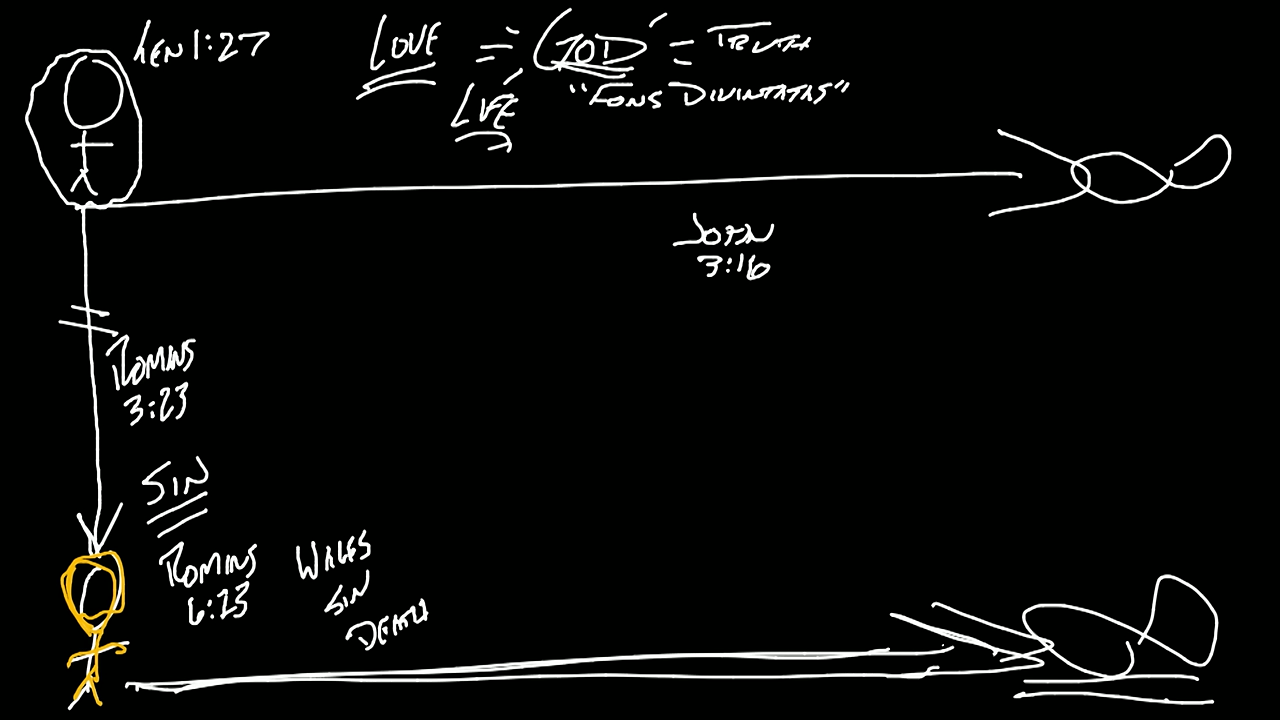 Gen 1:27
LOVE = GOD = TRUTH
LIFE
"FONS DIVINTATAS"
JOHN
3:16
ROMANS
3:23
SIN
ROMANS
6:23
WAGES
SIN
DEATH